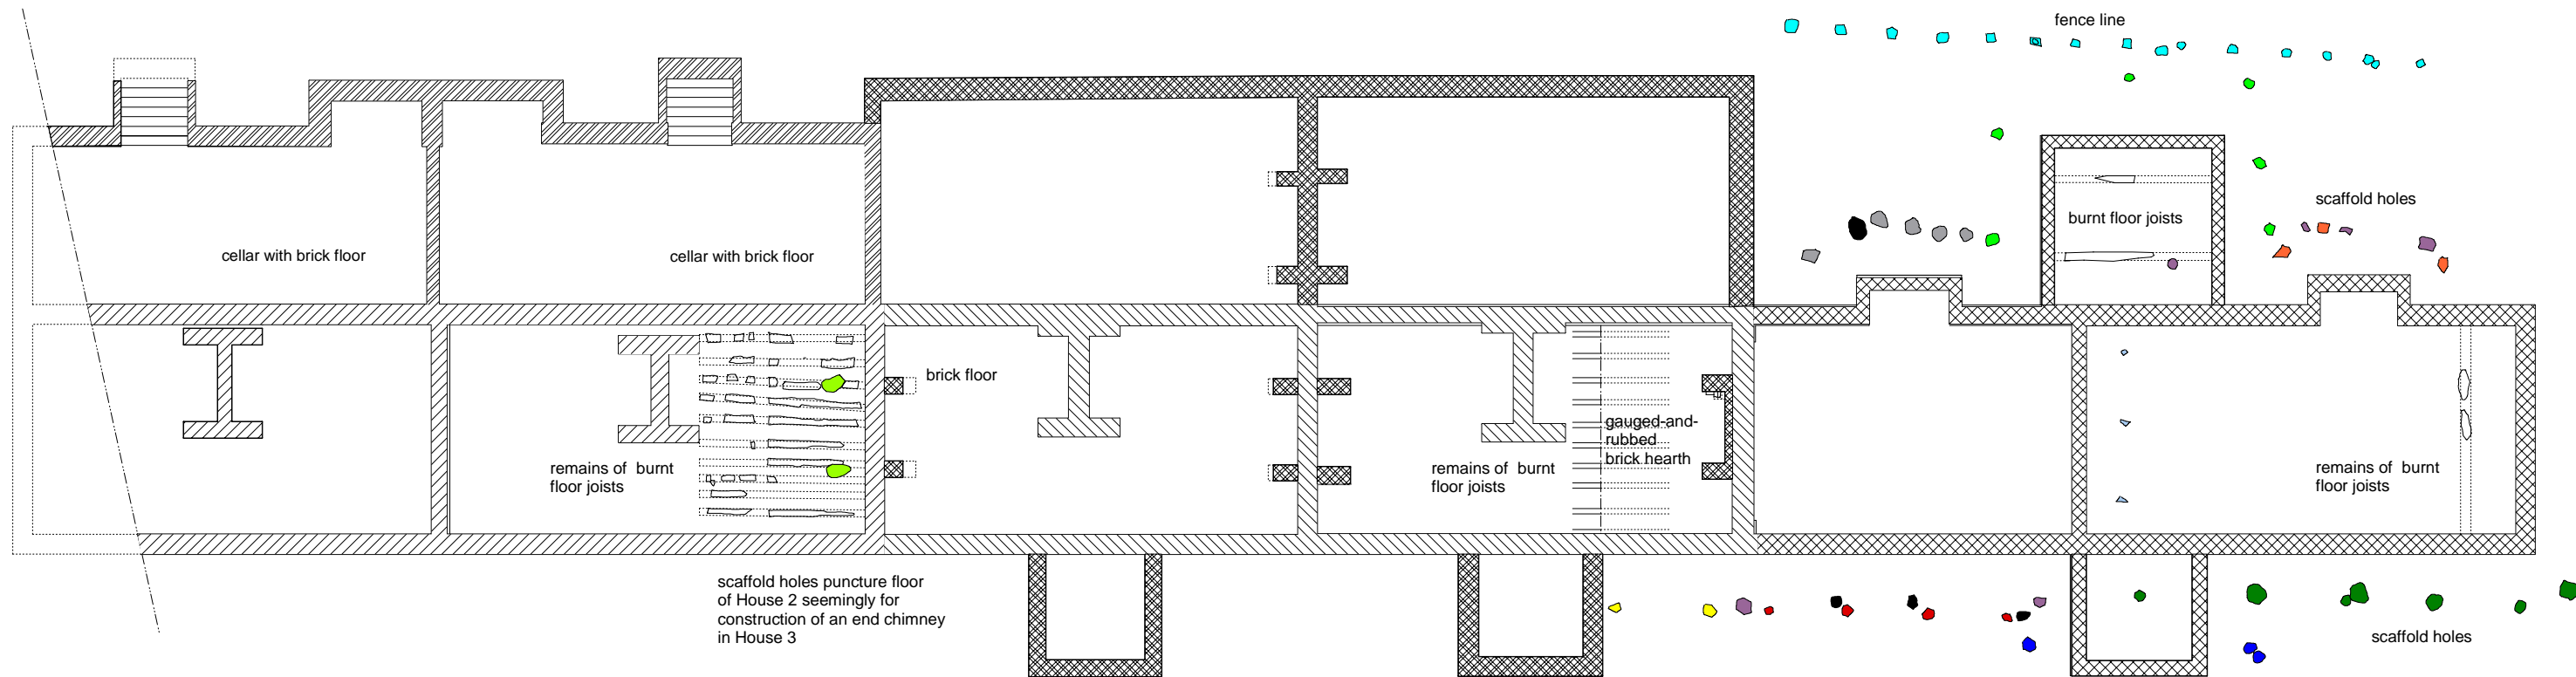 fence line
scaffold holes
burnt floor joists
cellar with brick floor
cellar with brick floor
brick floor
gauged-and-
rubbed
brick hearth
remains of burnt
floor joists
remains of burnt
floor joists
remains of burnt
floor joists
scaffold holes puncture floor
of House 2 seemingly for
construction of an end chimney
in House 3
scaffold holes